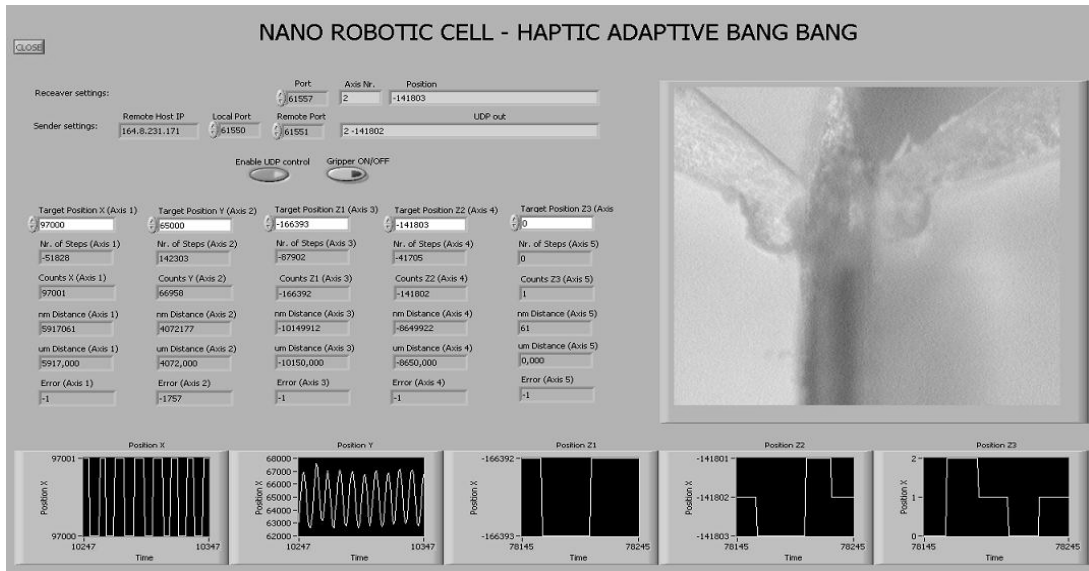 NANO ROBOTIC CELL - HAPTIC ADAPTIVE BANG BANG
CLOSE
Port Axis Nr. Position
Receaver settings: 61557 2 -141803
Remote Host IP Local Port Remote Port UDP out
Sender settings: 164.8.231.171 61550 61551 2 -141802
Enable UDP control Gripper ON/OFF
Target Position X (Axis 1) Target Position Y (Axis 2) Target Position Z1 (Axis 3) Target Position Z2 (Axis 4) Target Position Z3 (Axis
97000 65000 -166393 -141803 0
Nr. of Steps (Axis 1) Nr. of Steps (Axis 2) Nr. of Steps (Axis 3) Nr. of Steps (Axis 4) Nr. of Steps (Axis 5)
-51828 142303 -87902 -41705 0
Counts X (Axis 1) Counts Y (Axis 2) Counts Z1 (Axis 3) Counts Z2 (Axis 4) Counts Z3 (Axis 5)
97001 66958 -166392 -141802 1
nm Distance (Axis 1) nm Distance (Axis 2) nm Distance (Axis 3) nm Distance (Axis 4) nm Distance (Axis 5)
5917061 4072177 -10149912 -8649922 61
um Distance (Axis 1) um Distance (Axis 2) um Distance (Axis 3) um Distance (Axis 4) um Distance (Axis 5)
5917,000 4072,000 -10150,000 -8650,000 0,000
Error (Axis 1) Error (Axis 2) Error (Axis 3) Error (Axis 4) Error (Axis 5)
-1 -1757 -1 -1 -1
Position X Position Y Position Z1 Position Z2 Position Z3
97001
Position X
97000
10247 10347
Time
68000
67000
66000
65000
64000
63000
62000
Position X
10247 10347
Time
-166392
Position X
-166393
78145 78245
Time
-141801
-141802
-141803
Position X
78145 78245
Time
2
1
0
Position X
78145 78245
Time